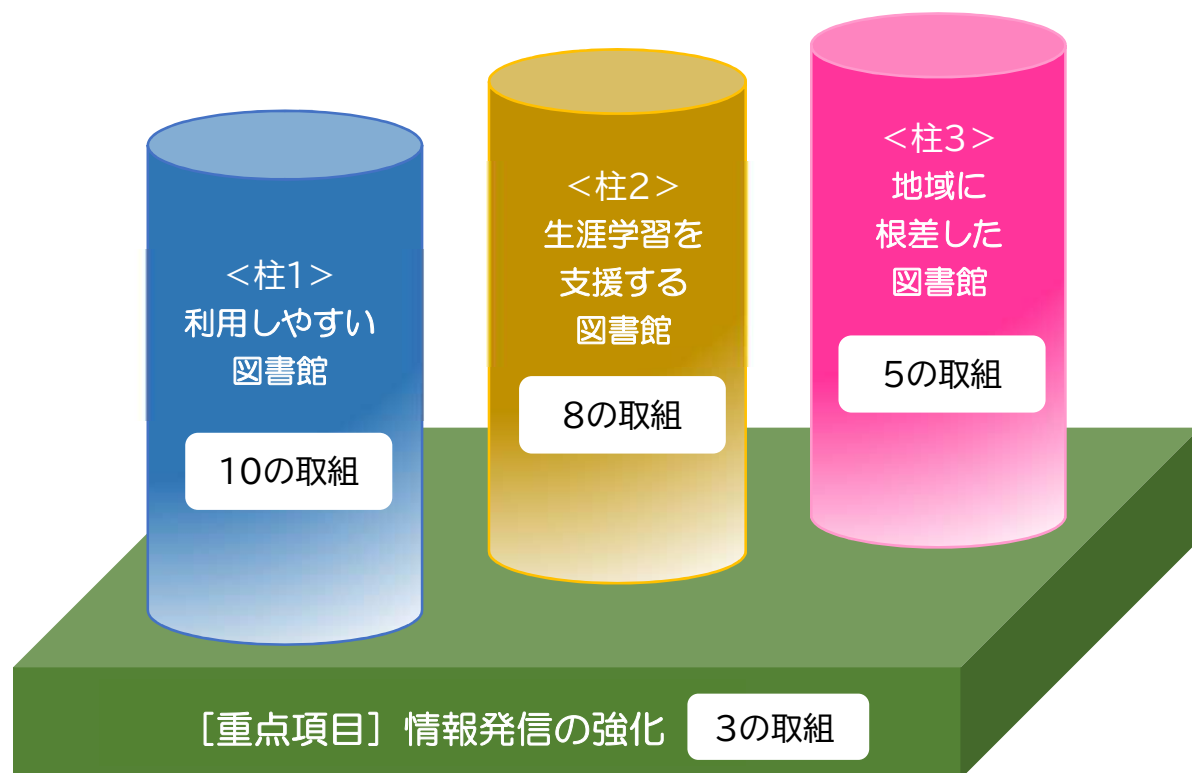 ＜柱1＞
利用しやすい
図書館
10の取組
＜柱2＞
生涯学習を
支援する
図書館
8の取組
＜柱3＞
地域に
根差した
図書館
5の取組
［重点項目］情報発信の強化
3の取組